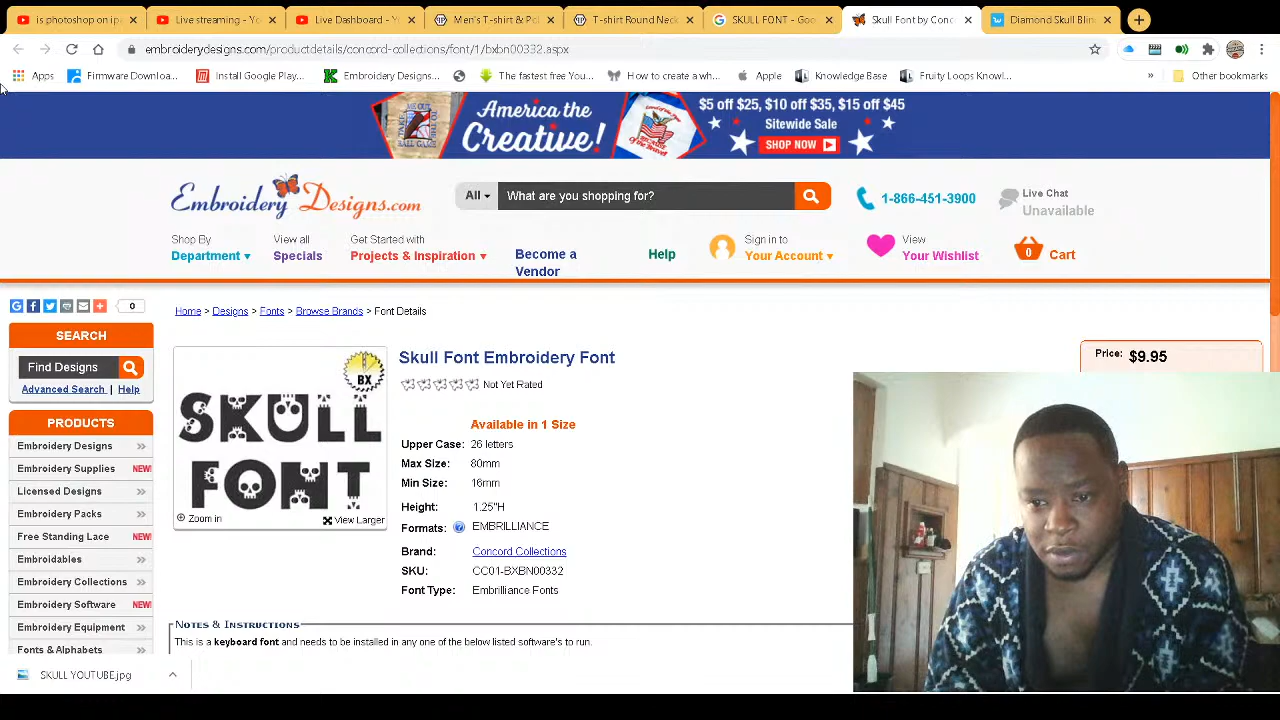 is photoshop on ip
Live streaming - Yo
Live Dashboard - Yo
Men's T-shirt & Po
T-shirt Round Nec
SKULL FONT - Goo
Skull Font by Conc
Diamond Skull Blin
embroiderydesigns.com/productdetails/concord-collections/font/1/bxbn00332.aspx
Apps
Firmware Downloa...
Install Google Play...
Embroidery Designs...
The fastest free You...
How to create a wh...
Apple
Knowledge Base
Fruity Loops Knowl...
Other bookmarks
America the
Creative!
$5 off $25, $10 off $35, $15 off $45
Sitewide Sale
SHOP NOW
Embroidery Designs.com
All
What are you shopping for?
1-866-451-3900
Live Chat
Unavailable
Shop By
Department
View all
Specials
Get Started with
Projects & Inspiration
Become a
Vendor
Help
Sign in to
Your Account
View
Your Wishlist
0
Cart
0
Home > Designs > Fonts > Browse Brands > Font Details
SEARCH
Find Designs
Advanced Search | Help
PRODUCTS
Embroidery Designs
Embroidery Supplies NEW!
Licensed Designs
Embroidery Packs
Free Standing Lace NEW!
Embroidables
Embroidery Collections
Embroidery Software NEW!
Embroidery Equipment
Fonts & Alphabets
BX
SKULL
FONT
Zoom in
View Larger
Skull Font Embroidery Font
Not Yet Rated
Available in 1 Size
Upper Case: 26 letters
Max Size: 80mm
Min Size: 16mm
Height: 1.25"H
Formats: ? EMBRILLIANCE
Brand: Concord Collections
SKU: CC01-BXBN00332
Font Type: Embrilliance Fonts
Price: $9.95
Notes & Instructions
This is a keyboard font and needs to be installed in any one of the below listed software's to run.
SKULL YOUTUBE.jpg